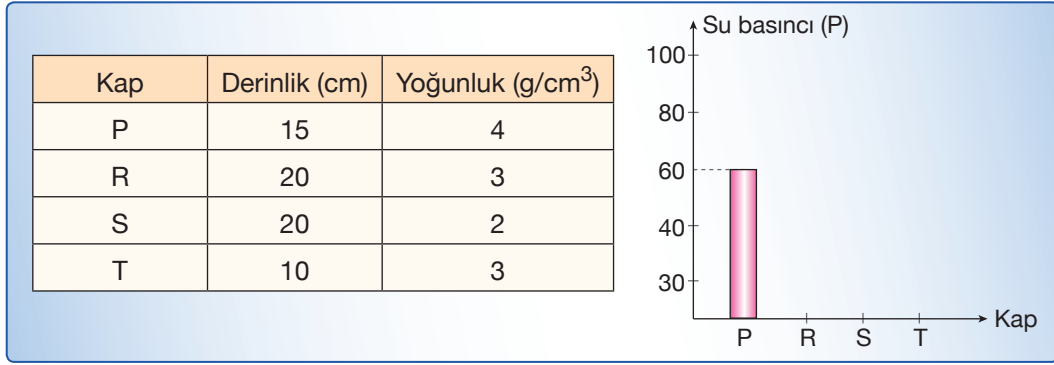 Kap Derinlik (cm) Yoğunluk (g/cm³)
P 15 4
R 20 3
S 20 2
T 10 3
Su basıncı (P)
100
80
60
40
30
P R S T
Kap